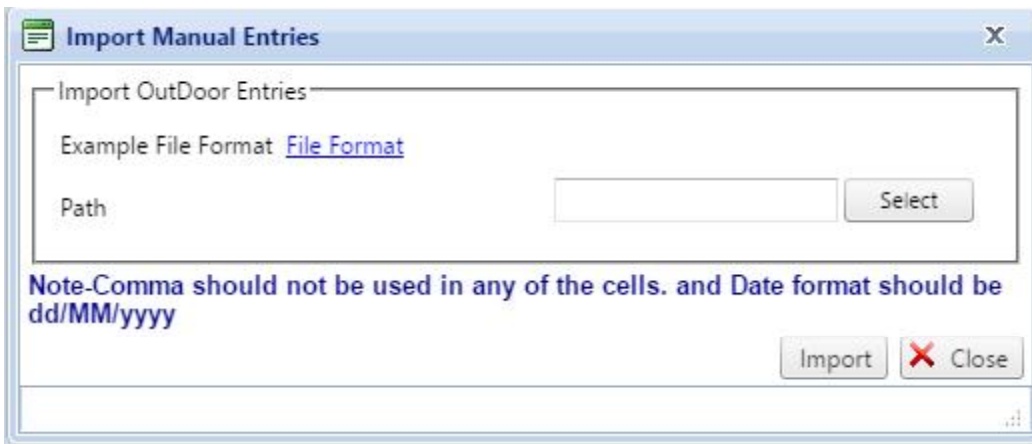 Import Manual Entries X
Import OutDoor Entries
Example File Format File Format
Path Select
Note-Comma should not be used in any of the cells. and Date format should be
dd/MM/yyyy
Import Close